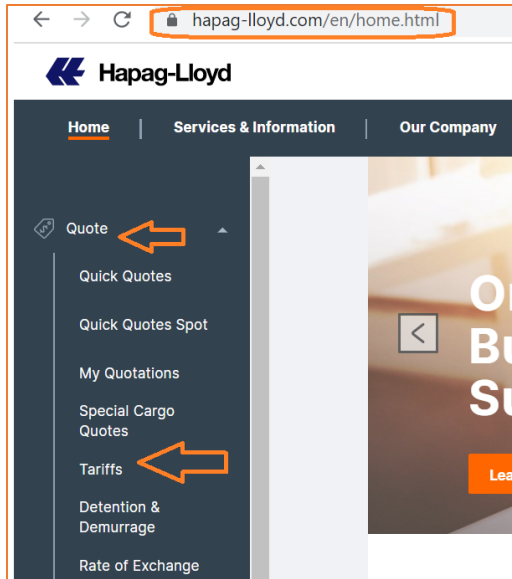 hapag-lloyd.com/en/home.html
Hapag-Lloyd
Home | Services & Information | Our Company
Quote
Quick Quotes
Quick Quotes Spot
My Quotations
Special Cargo
Quotes
Tariffs
Detention &
Demurrage
Rate of Exchange